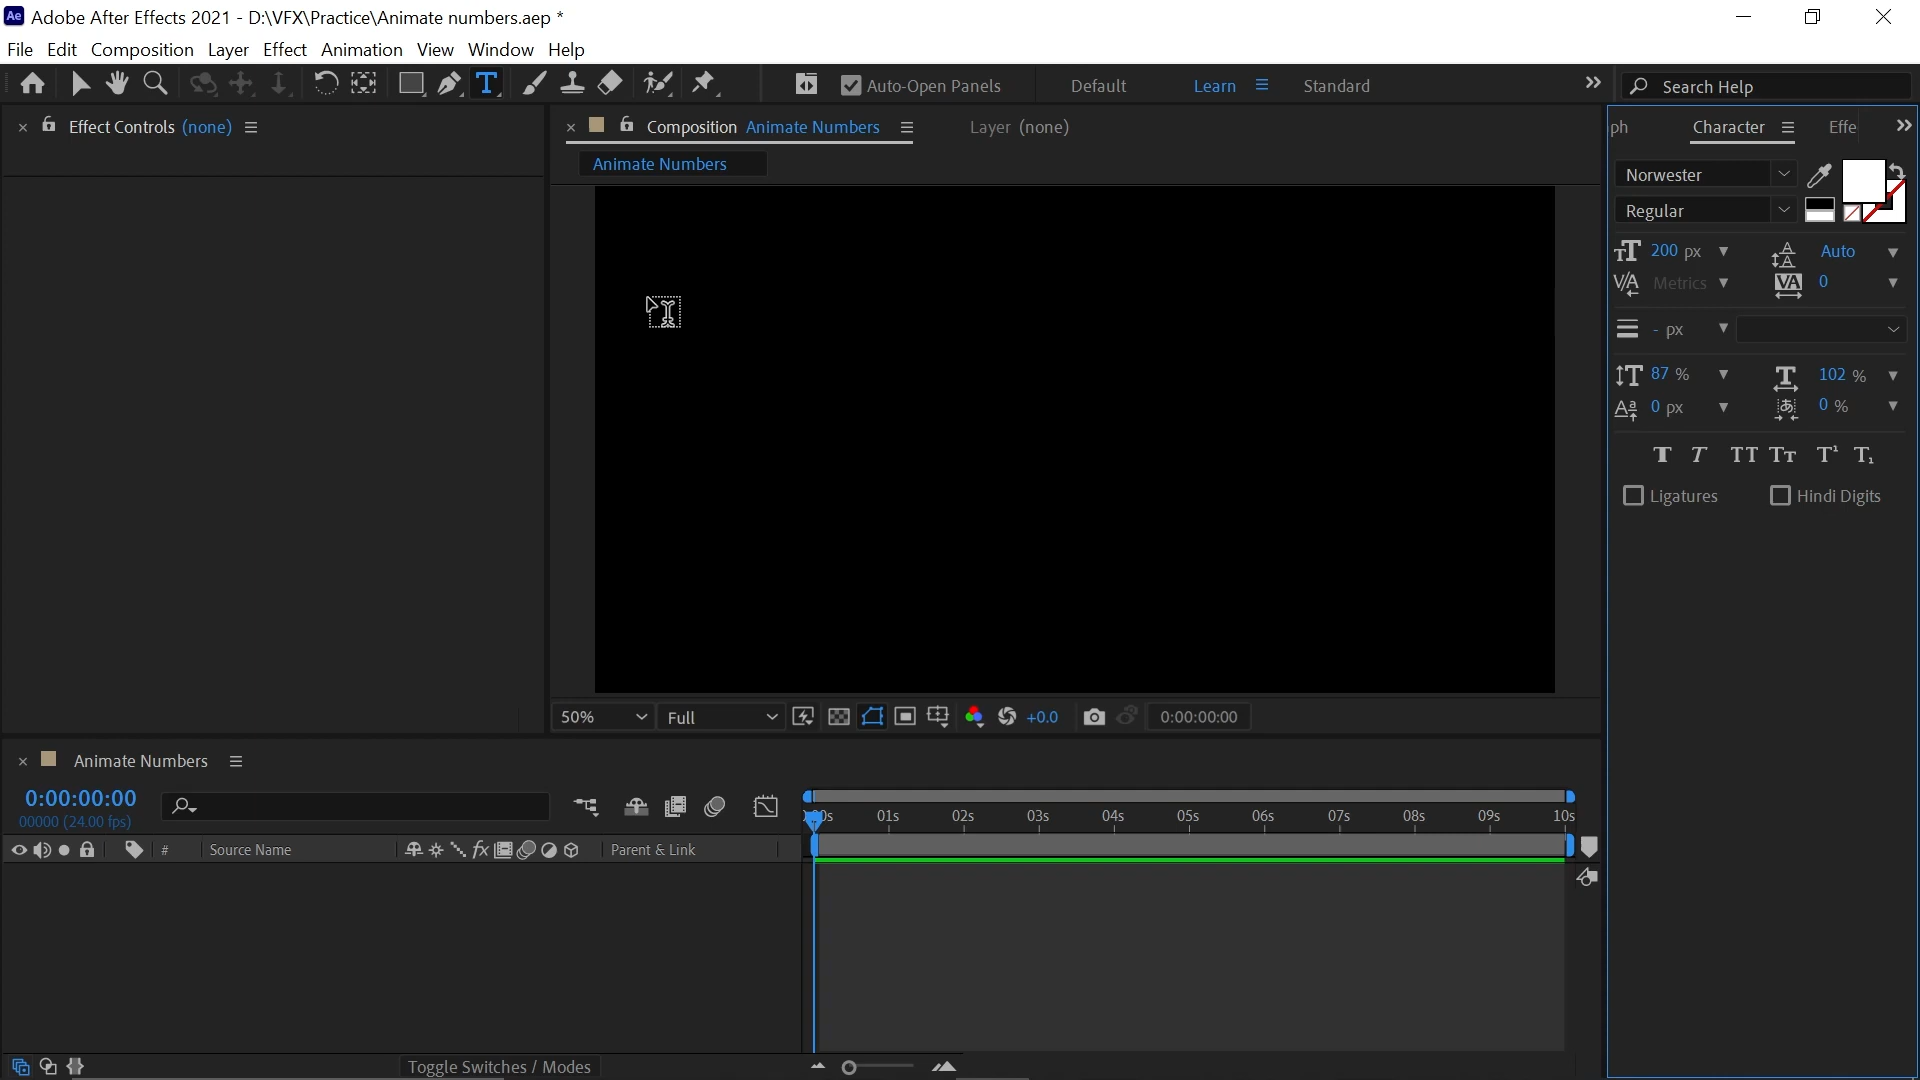 Ae Adobe After Effects 2021 - D:\VFX\Practice\Animate numbers.aep *
File Edit Composition Layer Effect Animation View Window Help
Auto-Open Panels Default Learn Standard Search Help
Effect Controls (none)
Composition Animate Numbers Layer (none)
ph Character Effe
Animate Numbers
Norwester
Regular
200 px Auto
Metrics 0
- px
87 % 102 %
0 px 0 %
Ligatures Hindi Digits
50% Full +0.0 0:00:00:00
Animate Numbers
0:00:00:00
00000 (24.00 fps)
01s 02s 03s 04s 05s 06s 07s 08s 09s 10s
# Source Name Parent & Link
Toggle Switches / Modes